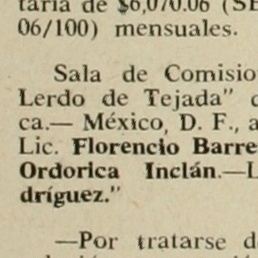 taria de $6,070.06 (SE
06/100) mensuales.
Sala de Comisio
Lerdo de Tejada" d
ca.— México, D. F., a
Lic. Florencio Barre
Ordorica Inclán.—L
dríguez."
—Por tratarse d